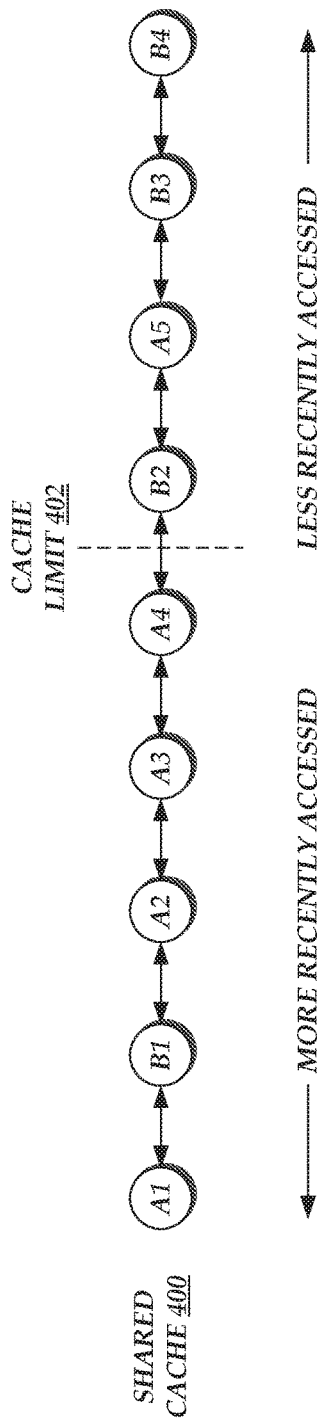 SHARED
CACHE 400
A1
B1
A2
A3
A4
B2
A5
B3
B4
CACHE
LIMIT 402
MORE RECENTLY ACCESSED
LESS RECENTLY ACCESSED